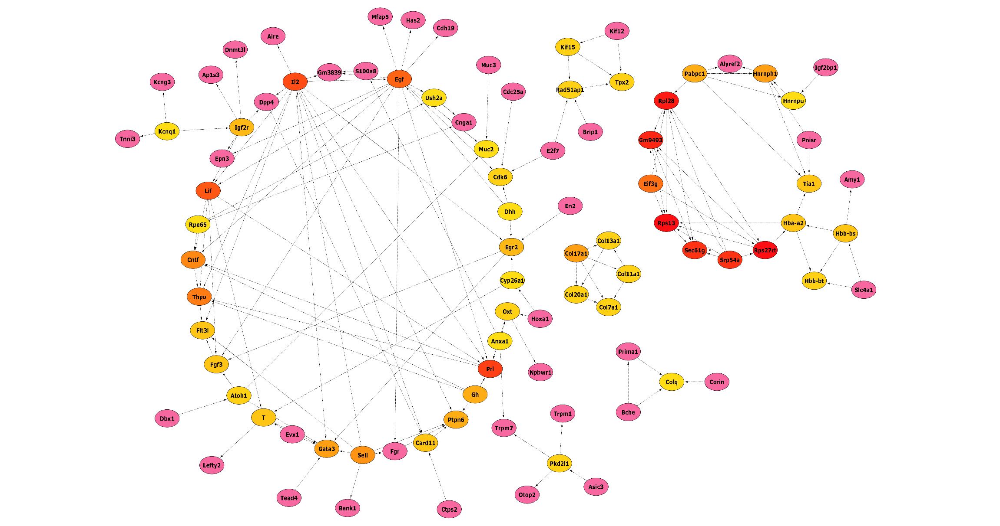 Mfap5
Has2
Cdh19
Aire
Dnmt3l
Gm3839
S100a8
Il2
Egf
Ap1s3
Kcng3
Dpp4
Ush2a
Igf2r
Kcnq1
Tnni3
Cnga1
Muc3
Cdc25a
Muc2
Epn3
Cdk6
Lif
Dhh
Rpe65
En2
Egr2
Cntf
Cyp26a1
Thpo
Oxt
Hoxa1
Flt3l
Anxa1
Fgf3
Prl
Npbwr1
Atoh1
Gh
Dbx1
T
Ptpn6
Evx1
Card11
Gata3
Sell
Fgr
Lefty2
Tead4
Bank1
Ctps2
Trpm7
Trpm1
Pkd2l1
Otop2
Asic3
Kif12
Kif15
Tpx2
Rad51ap1
Brip1
E2f7
Col13a1
Col17a1
Col11a1
Col20a1
Col7a1
Prima1
Colq
Corin
Bche
Alyref2
Pabpc1
Hnrnph1
Igf2bp1
Rpl28
Hnrnpu
Gm9493
Pnisr
Eif3g
Tia1
Amy1
Rps13
Hba-a2
Hbb-bs
Sec61g
Srp54a
Rps27rt
Hbb-bt
Slc4a1